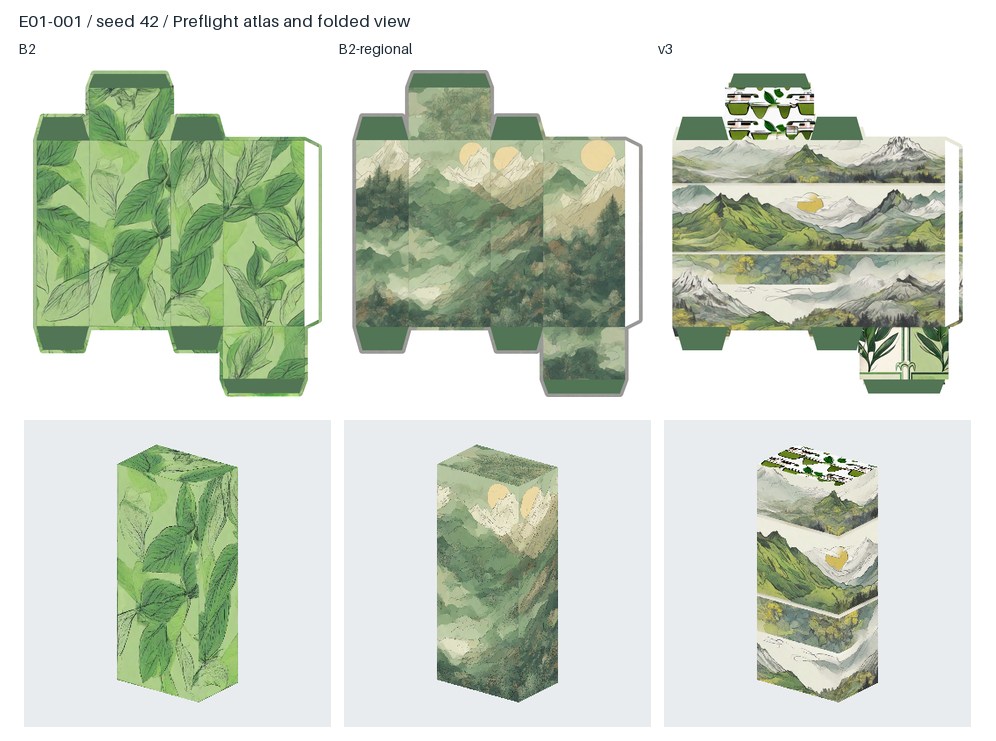 E01-001 / seed 42 / Preflight atlas and folded view
B2
B2-regional
v3